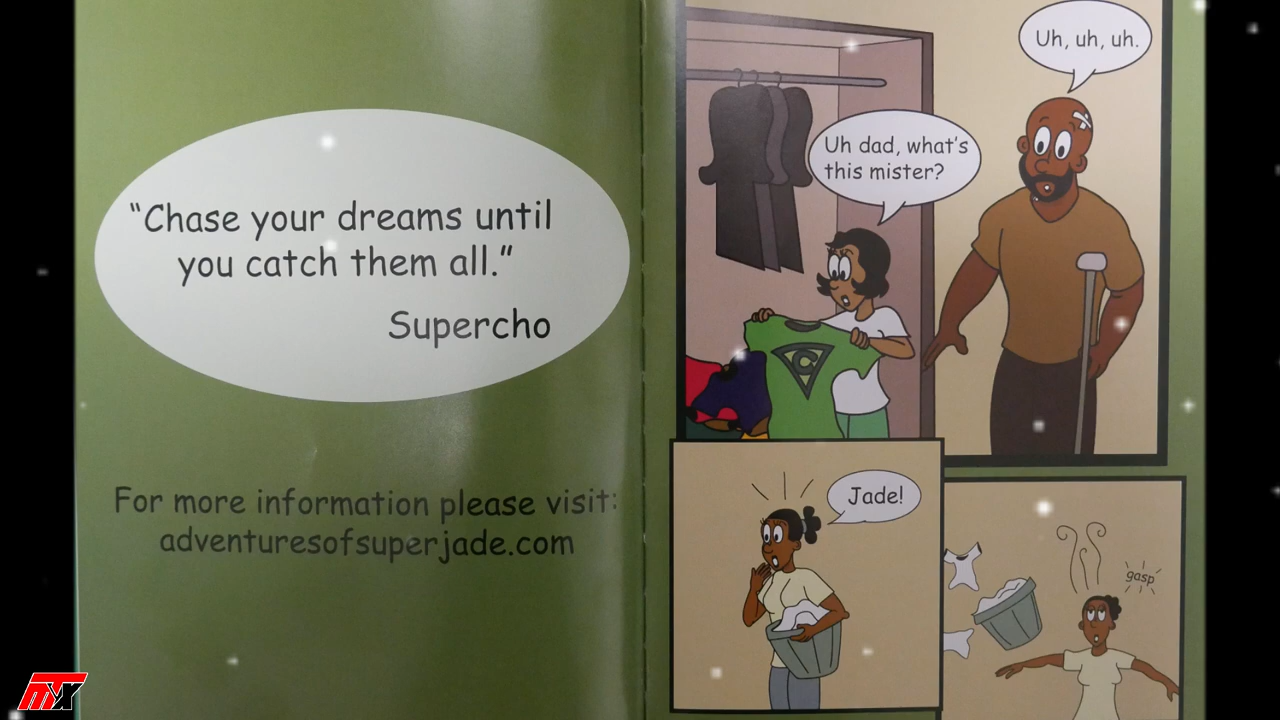 “Chase your dreams until
you catch them all.”
Supercho
For more information please visit:
adventuresofsuperjade.com
Uh, uh, uh.
Uh dad, what's
this mister?
C
Jade!
gasp
MX